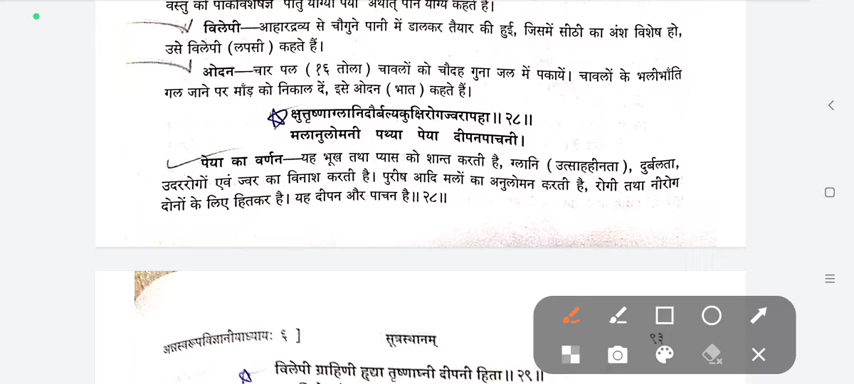 वस्तु को पाकविशेषज्ञ पातुं योग्या पेया' अर्थात् पीने योग्य कहते हैं।
विलेपी—आहारद्रव्य से चौगुने पानी में डालकर तैयार की हुई, जिसमें सीठी का अंश विशेष हो,
उसे विलेपी (लपसी) कहते हैं।
ओदन—चार पल (१६ तोला) चावलों को चौदह गुना जल में पकायें। चावलों के भलीभाँति
गल जाने पर माँड़ को निकाल दें, इसे ओदन (भात) कहते हैं।
क्षुत्तृष्णाग्लानिदौर्बल्यकुक्षिरोगज्वरापहा॥२८॥
मलानुलोमनी पथ्या पेया दीपनपाचनी।
पेया का वर्णन—यह भूख तथा प्यास को शान्त करती है, ग्लानि (उत्साहहीनता), दुर्बलता,
उदररोगों एवं ज्वर का विनाश करती है। पुरीष आदि मलों का अनुलोमन करती है, रोगी तथा नीरोग
दोनों के लिए हितकर है। यह दीपन और पाचन है॥२८॥
अन्नस्वरूपविज्ञानीयाध्यायः ६ ] सूत्रस्थानम् ९३
विलेपी ग्राहिणी हृद्या तृष्णाघ्नी दीपनी हिता॥२९॥